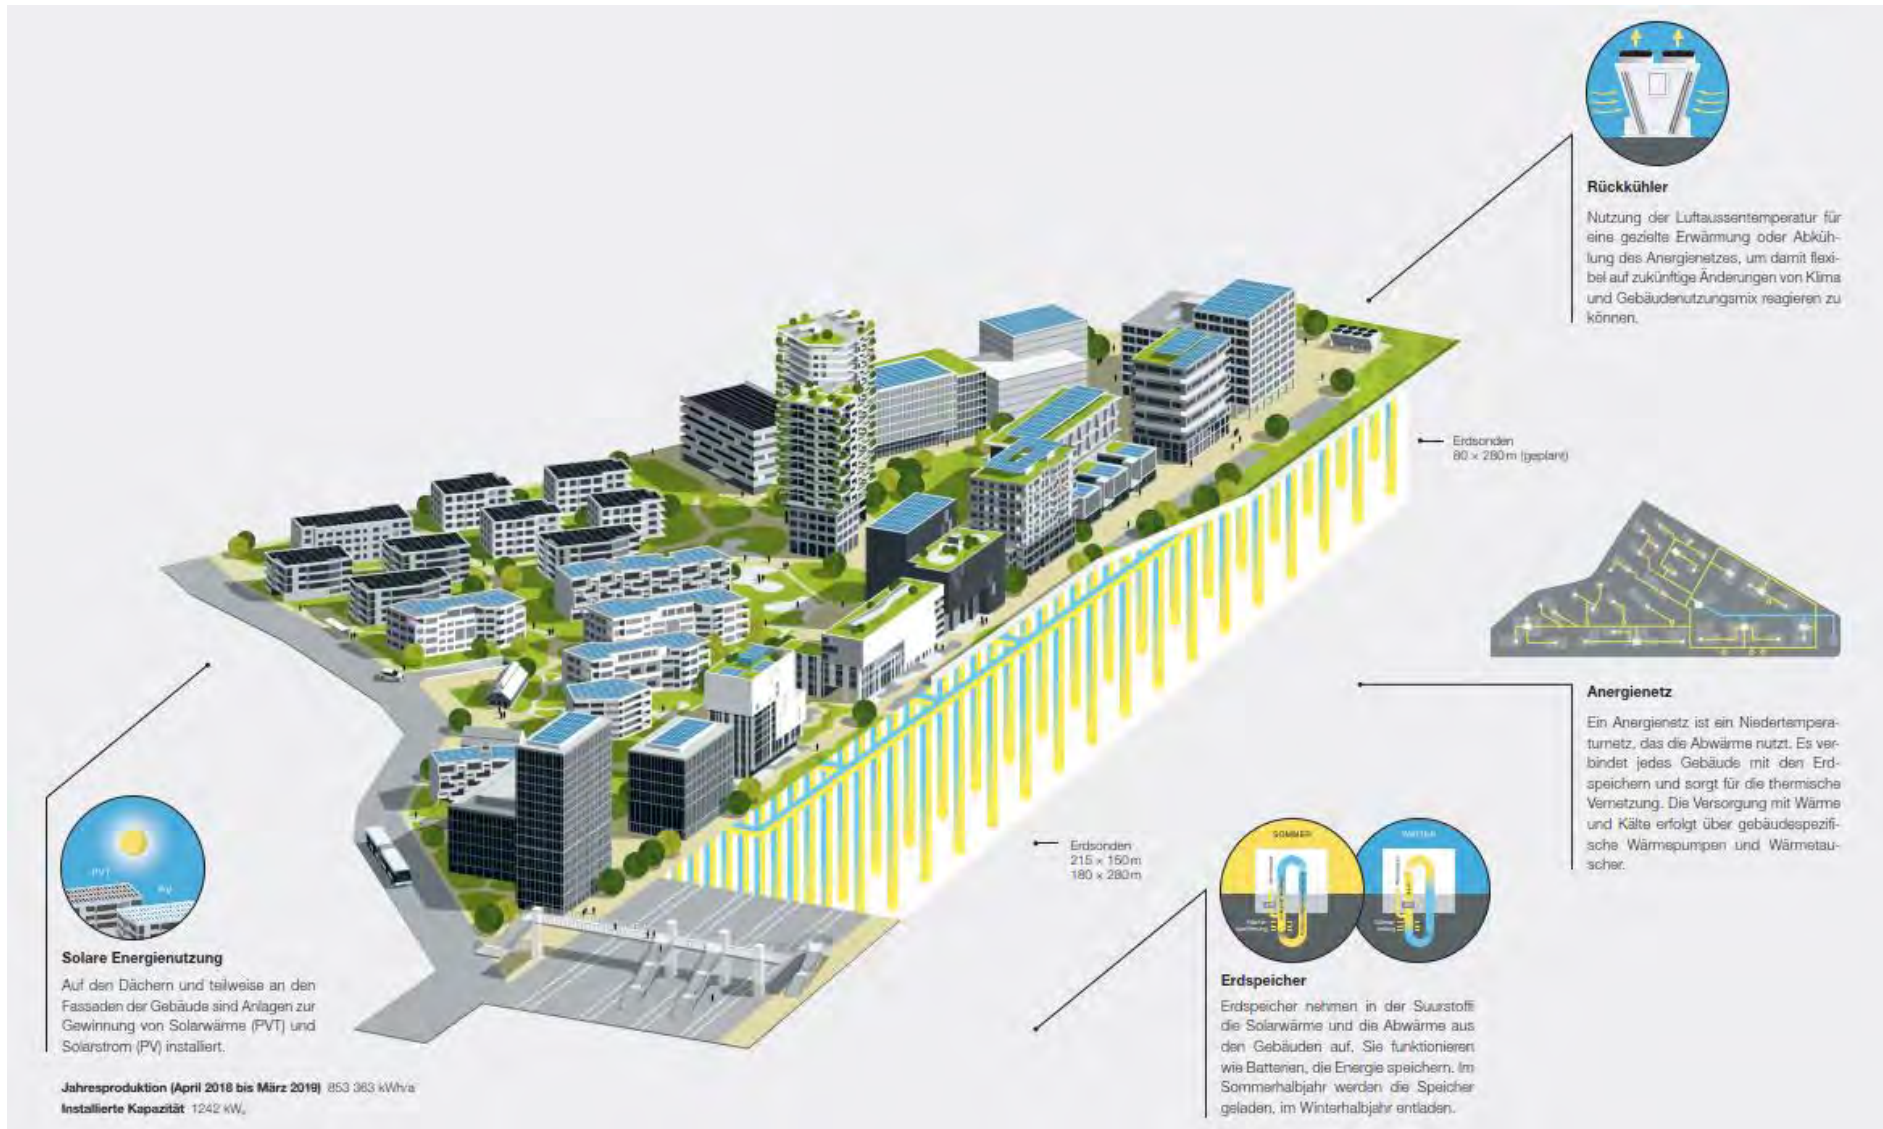 Rückkühler
Nutzung der Luftaussentemperatur für
eine gezielte Erwärmung oder Abküh-
lung des Anergienetzes, um damit flexi-
bel auf zukünftige Änderungen von Klima
und Gebäudenutzungsmix reagieren zu
können.
Erdsonden
80 × 280 m (geplant)
Anergienetz
Ein Anergienetz ist ein Niedertempera-
turnetz, das die Abwärme nutzt. Es ver-
bindet jedes Gebäude mit den Erd-
speichern und sorgt für die thermische
Vernetzung. Die Versorgung mit Wärme
und Kälte erfolgt über gebäudespezifi-
sche Wärmepumpen und Wärmetau-
scher.
Erdsonden
215 × 150 m
180 × 280 m
SOMMER
WINTER
Erdspeicher
Erdspeicher nehmen in der Suurstoffi
die Solarwärme und die Abwärme aus
den Gebäuden auf. Sie funktionieren
wie Batterien, die Energie speichern. Im
Sommerhalbjahr werden die Speicher
geladen, im Winterhalbjahr entladen.
PVT
PV
Solare Energienutzung
Auf den Dächern und teilweise an den
Fassaden der Gebäude sind Anlagen zur
Gewinnung von Solarwärme (PVT) und
Solarstrom (PV) installiert.
Jahresproduktion (April 2018 bis März 2019) 853 363 kWh/a
Installierte Kapazität 1242 kW